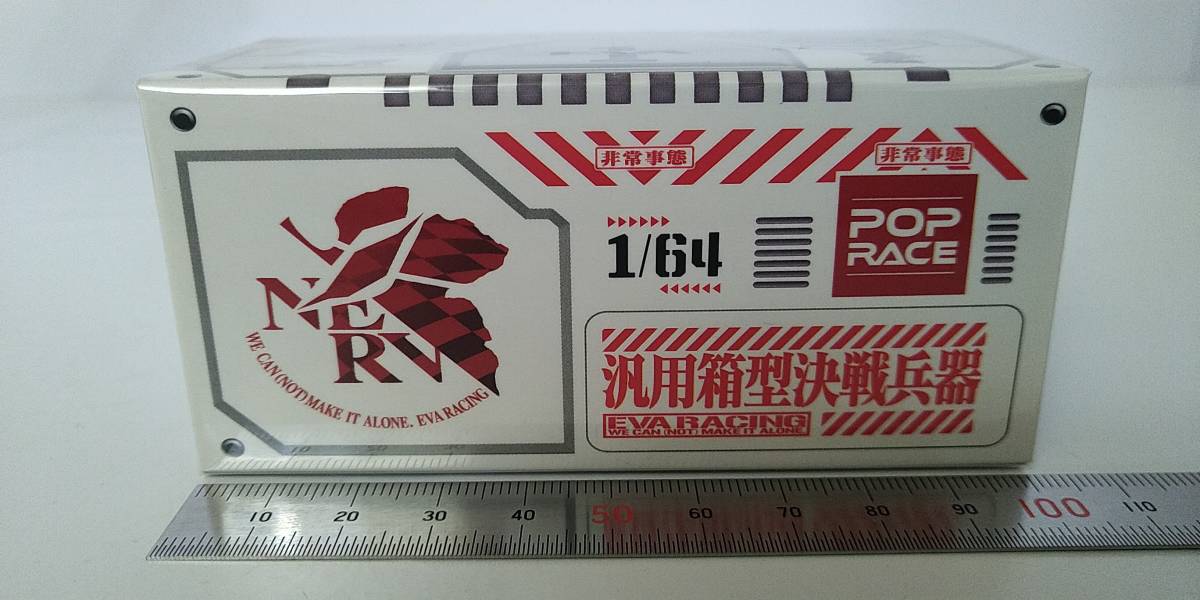 非常事態
非常事態
NERV
WE CAN (NOT) MAKE IT ALONE. EVA RACING
1/64
POP
RACE
汎用箱型決戦兵器
EVA RACING
WE CAN (NOT) MAKE IT ALONE.
10 20 30 40 50 60 70 80 90 100 110